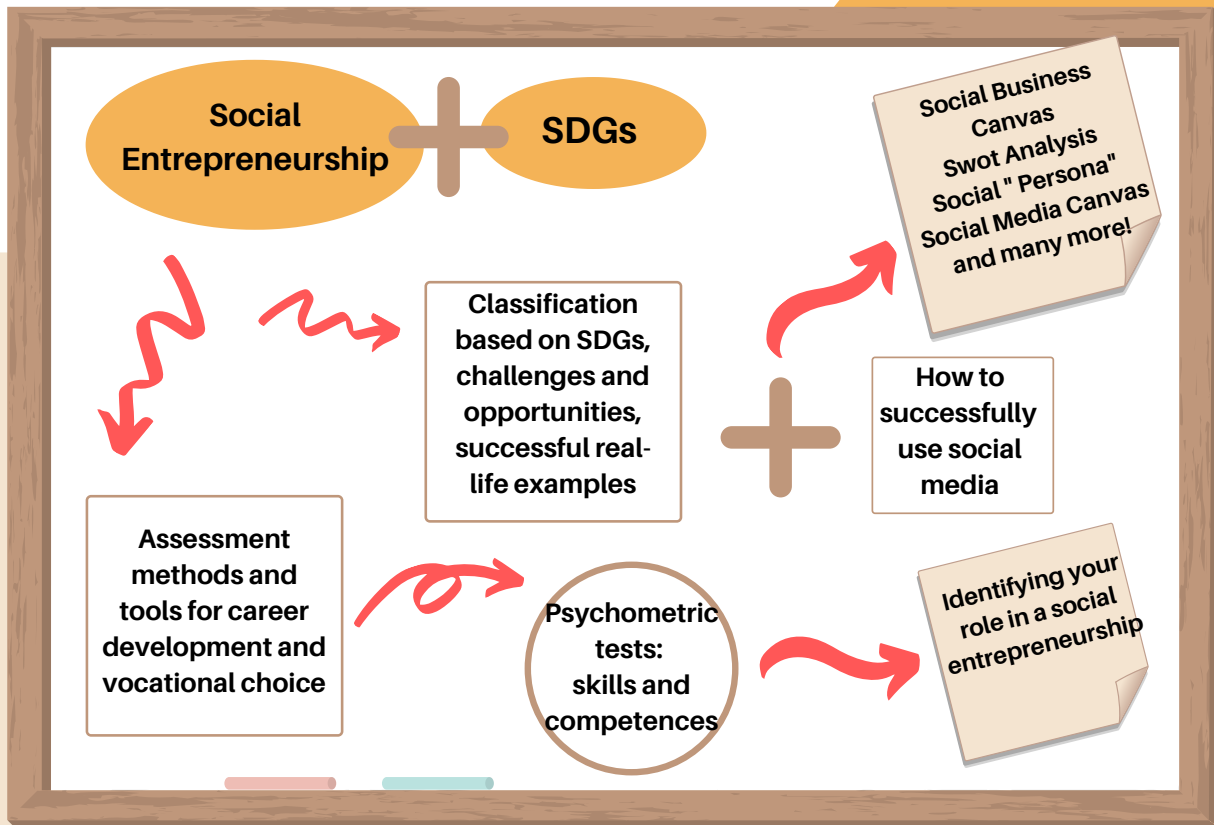 Social
Entrepreneurship
SDGs
Social Business
Canvas
Swot Analysis
Social " Persona"
Social Media Canvas
and many more!
Classification
based on SDGs,
challenges and
opportunities,
successful real-
life examples
How to
successfully
use social
media
Assessment
methods and
tools for career
development and
vocational choice
Psychometric
tests:
skills and
competences
Identifying your
role in a social
entrepreneurship